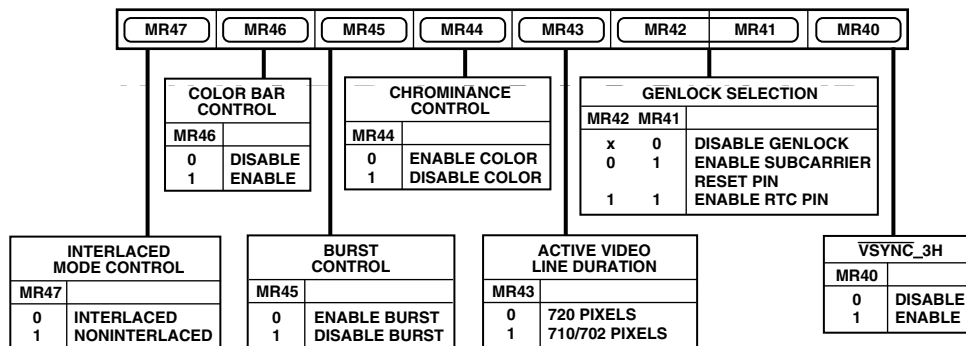 MR47 MR46 MR45 MR44 MR43 MR42 MR41 MR40
COLOR BAR
CONTROL
MR46
0 DISABLE
1 ENABLE
CHROMINANCE
CONTROL
MR44
0 ENABLE COLOR
1 DISABLE COLOR
GENLOCK SELECTION
MR42 MR41
x 0 DISABLE GENLOCK
0 1 ENABLE SUBCARRIER
RESET PIN
1 1 ENABLE RTC PIN
INTERLACED
MODE CONTROL
MR47
0 INTERLACED
1 NONINTERLACED
BURST
CONTROL
MR45
0 ENABLE BURST
1 DISABLE BURST
ACTIVE VIDEO
LINE DURATION
MR43
0 720 PIXELS
1 710/702 PIXELS
VSYNC_3H
MR40
0 DISABLE
1 ENABLE